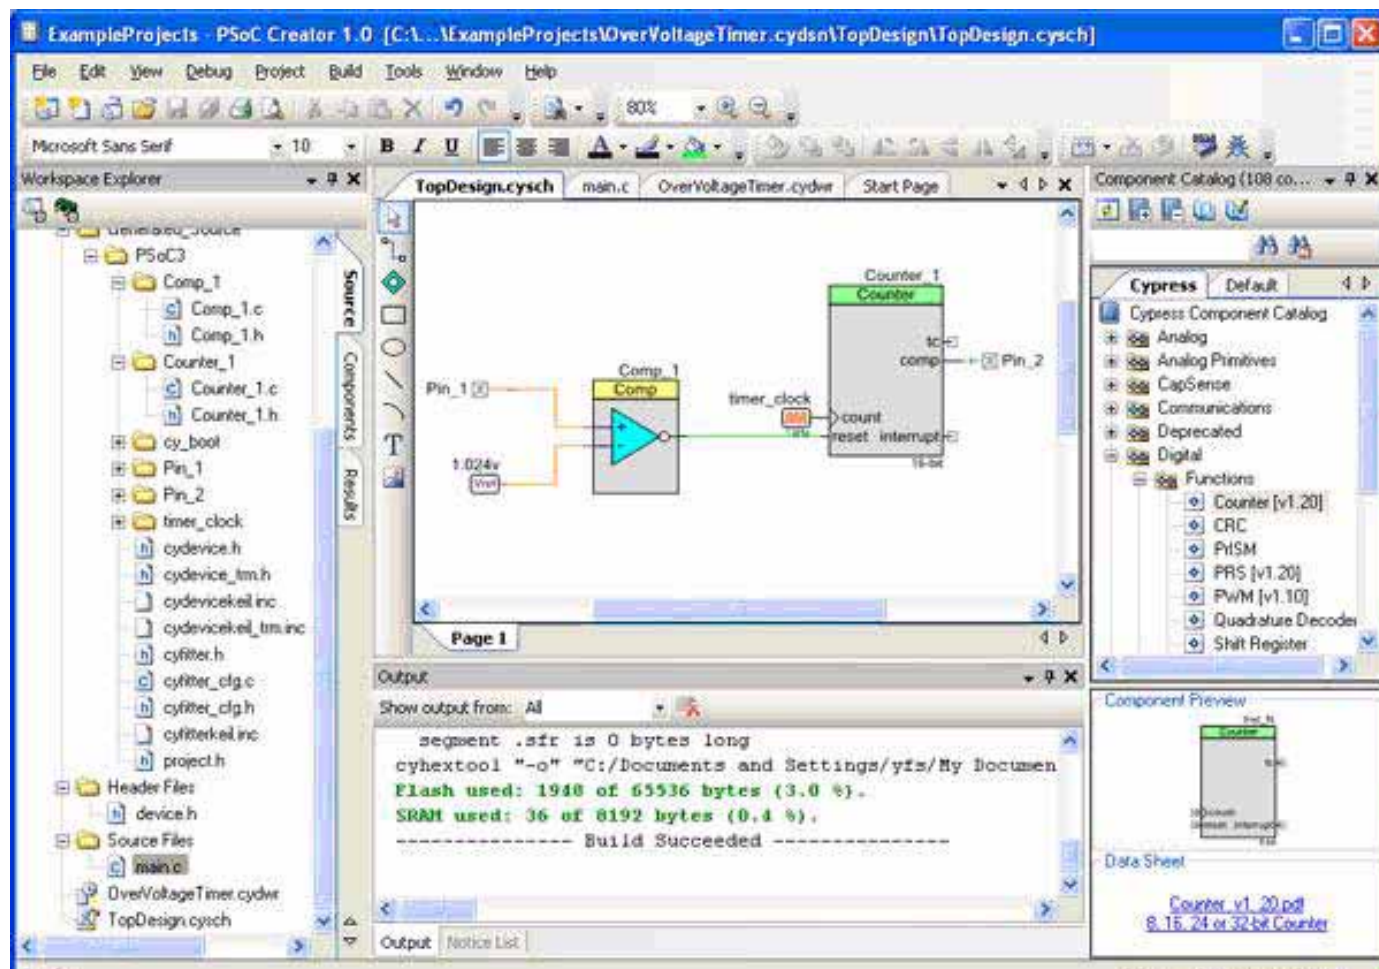 ExampleProjects - PSoC Creator 1.0 [C:\...\ExampleProjects\OverVoltageTimer.cydsn\TopDesign\TopDesign.cysch]
File Edit View Debug Project Build Tools Window Help
80%
Microsoft Sans Serif 10 B I U A
Workspace Explorer
Generated_Source
PSoC3
Comp_1
Comp_1.c
Comp_1.h
Counter_1
Counter_1.c
Counter_1.h
cy_boot
Pin_1
Pin_2
timer_clock
cydevice.h
cydevice_trm.h
cydevicekeil.inc
cydevicekeil_trm.inc
cyfitter.h
cyfitter_cfg.c
cyfitter_cfg.h
cyfitterkeil.inc
project.h
Header Files
device.h
Source Files
main.c
OverVoltageTimer.cydwr
TopDesign.cysch
Source
Components
Results
TopDesign.cysch main.c OverVoltageTimer.cydwr Start Page
T
Counter_1
Counter
tc
comp
Pin_2
Comp_1
Comp
Pin_1
timer_clock
count
reset interrupt
16-bit
1.024v
Vref
Page 1
Output
Show output from: All
segment .sfr is 0 bytes long
cyhextool "-o" "C:/Documents and Settings/yfs/My Documen
Flash used: 1940 of 65536 bytes (3.0 %).
SRAM used: 36 of 8192 bytes (0.4 %).
--------------- Build Succeeded ---------------
Output Notice List
Component Catalog (108 co...
Cypress Default
Cypress Component Catalog
Analog
Analog Primitives
CapSense
Communications
Deprecated
Digital
Functions
Counter [v1.20]
CRC
PrISM
PRS [v1.20]
PWM [v1.10]
Quadrature Decoder
Shift Register
Component Preview
Counter
Data Sheet
Counter_v1_20.pdf
8, 16, 24 or 32-bit Counter